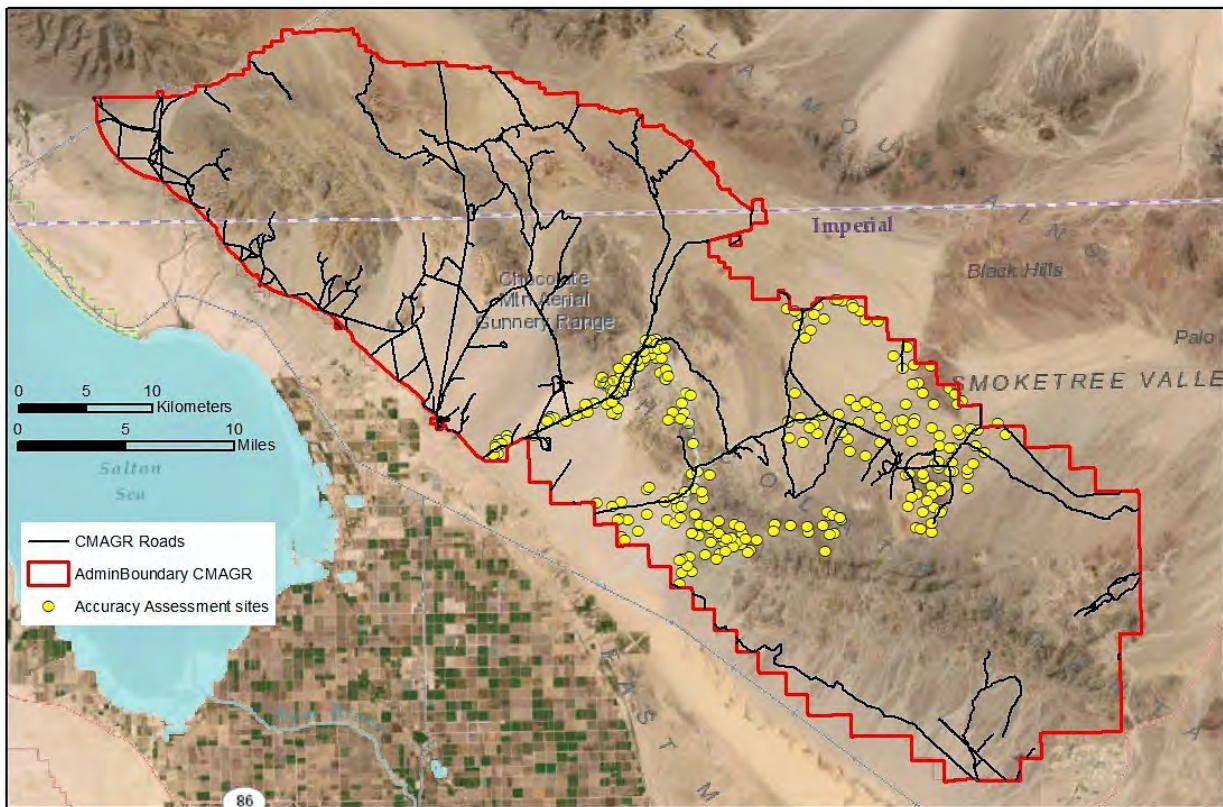 Imperial
Black Hills
Chocolate
Mtn Aerial
Gunnery Range
Palo
SMOKETREE VALLE
0 5 10
Kilometers
0 5 10
Miles
Salton
Sea
CMAGR Roads
AdminBoundary CMAGR
Accuracy Assessment sites
EAST M
86